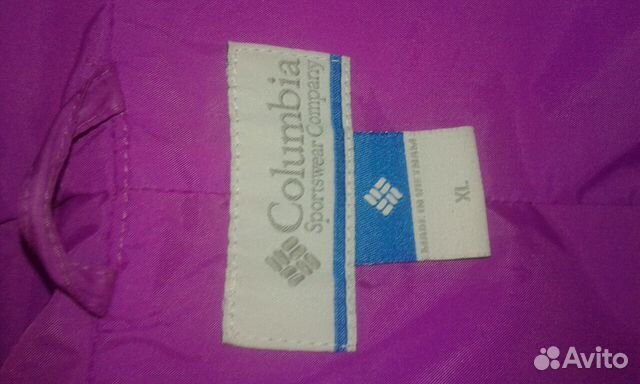 Columbia
Sportswear Company
MADE IN VIETNAM
XL
Avito